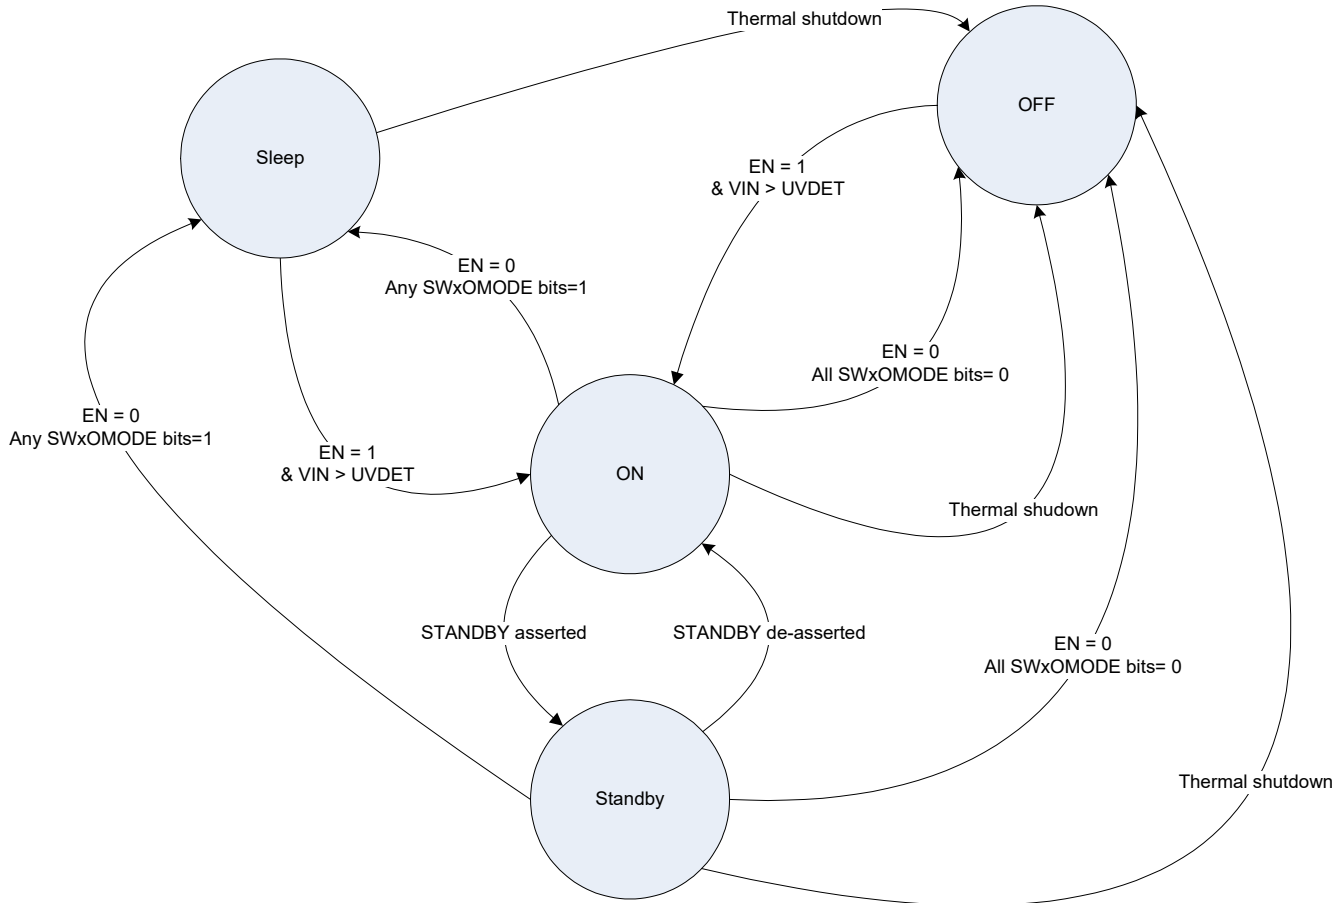 Thermal shutdown
OFF
Sleep
EN = 1
& VIN > UVDET
EN = 0
Any SWxOMODE bits=1
EN = 0
All SWxOMODE bits= 0
EN = 0
Any SWxOMODE bits=1
EN = 1
& VIN > UVDET
ON
Thermal shudown
STANDBY asserted
STANDBY de-asserted
EN = 0
All SWxOMODE bits= 0
Thermal shutdown
Standby